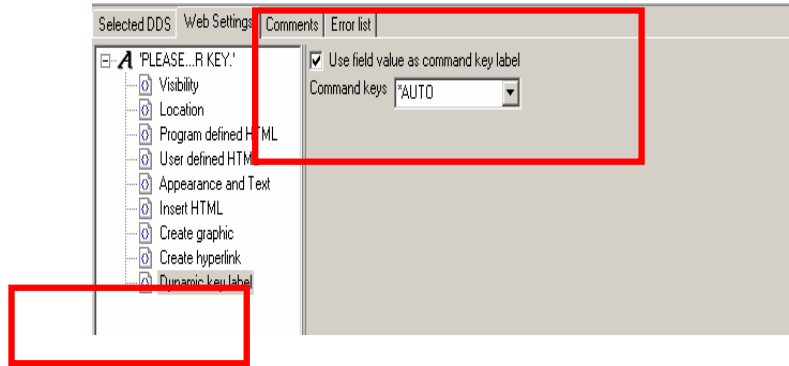 Selected DDS Web Settings Comments Error list
'PLEASE...R KEY.'
Visibility
Location
Program defined HTML
User defined HTML
Appearance and Text
Insert HTML
Create graphic
Create hyperlink
Dynamic key label
Use field value as command key label
Command keys *AUTO